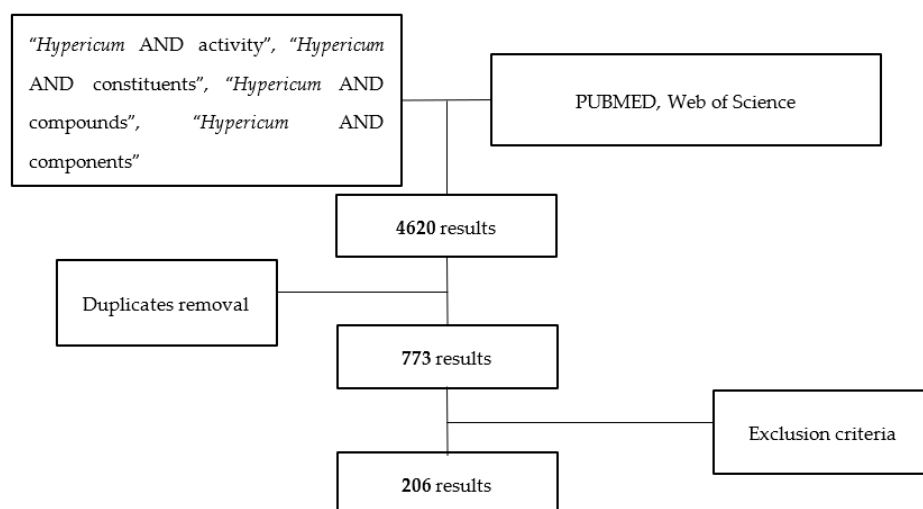 “Hypericum AND activity”, “Hypericum
AND constituents”, “Hypericum AND
compounds”, “Hypericum AND
components”
PUBMED, Web of Science
4620 results
Duplicates removal
773 results
Exclusion criteria
206 results